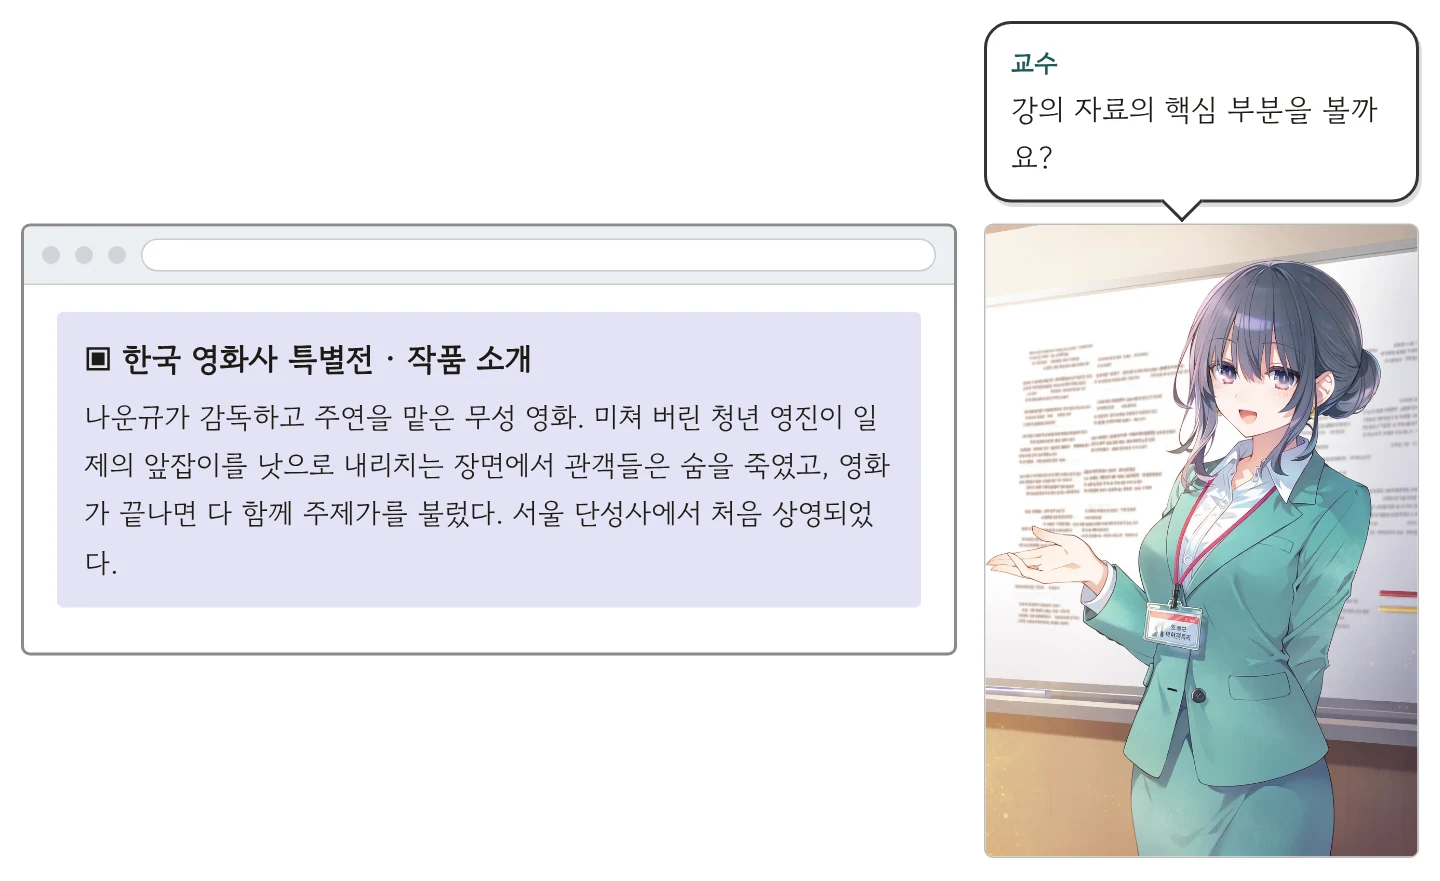 ▣ 한국 영화사 특별전 · 작품 소개
나운규가 감독하고 주연을 맡은 무성 영화. 미쳐 버린 청년 영진이 일
제의 앞잡이를 낫으로 내리치는 장면에서 관객들은 숨을 죽였고, 영화
가 끝나면 다 함께 주제가를 불렀다. 서울 단성사에서 처음 상영되었
다.
교수
강의 자료의 핵심 부분을 볼까
요?